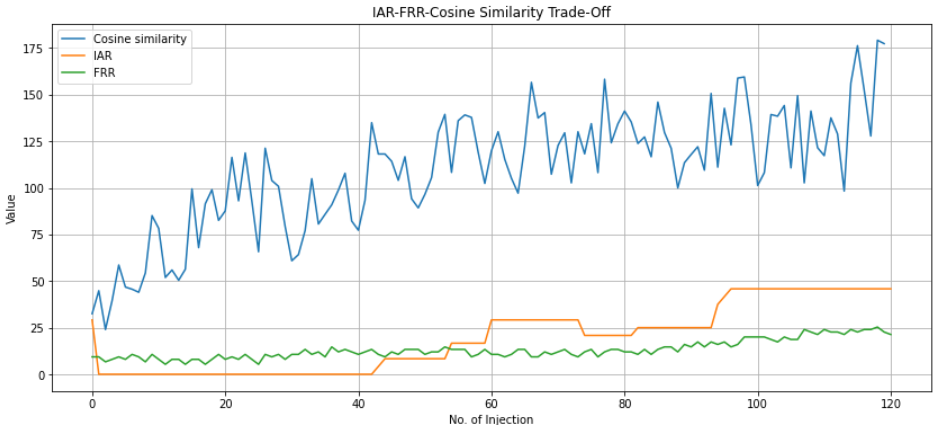 IAR-FRR-Cosine Similarity Trade-Off
Cosine similarity
IAR
FRR
175
150
125
100
75
50
25
0
Value
0 20 40 60 80 100 120
No. of Injection